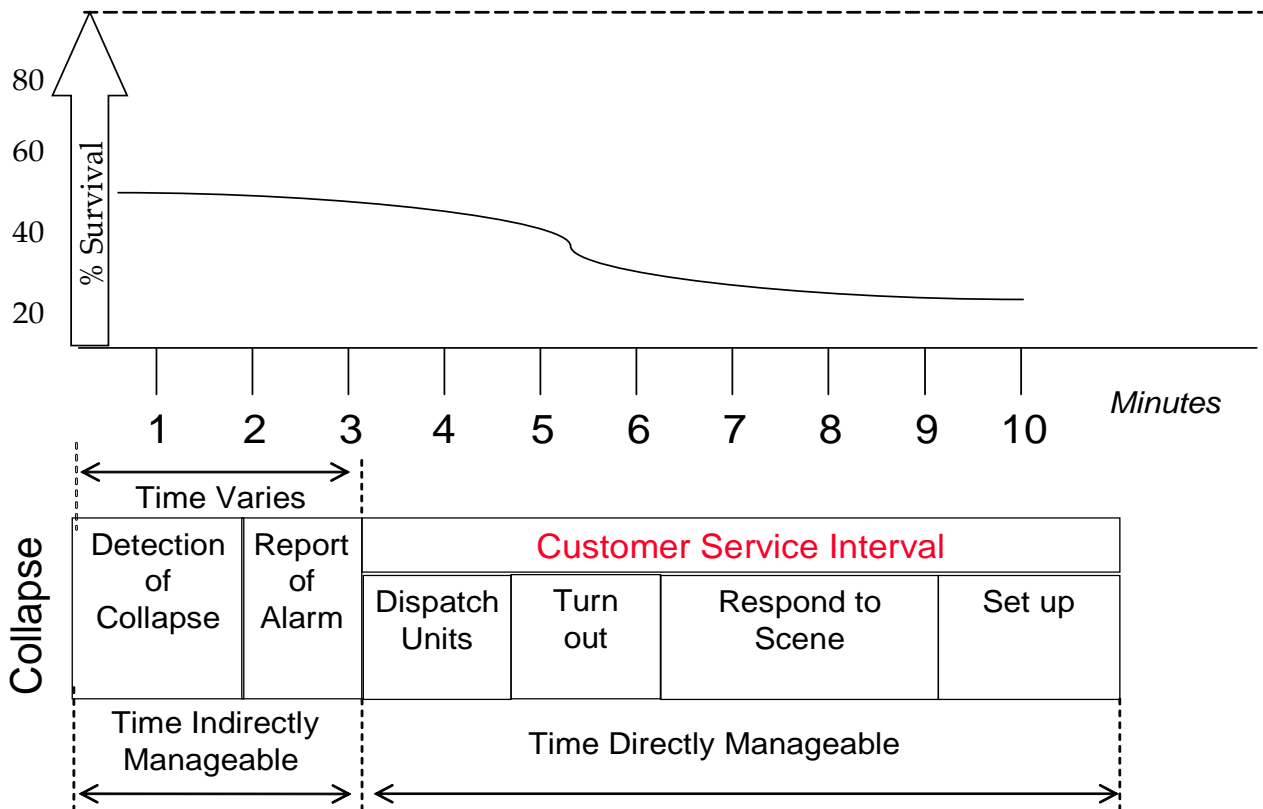 80
60
40
20
% Survival
1 2 3 4 5 6 7 8 9 10
Minutes
Time Varies
Collapse
Detection
of
Collapse
Report
of
Alarm
Customer Service Interval
Dispatch
Units
Turn
out
Respond to
Scene
Set up
Time Indirectly
Manageable
Time Directly Manageable